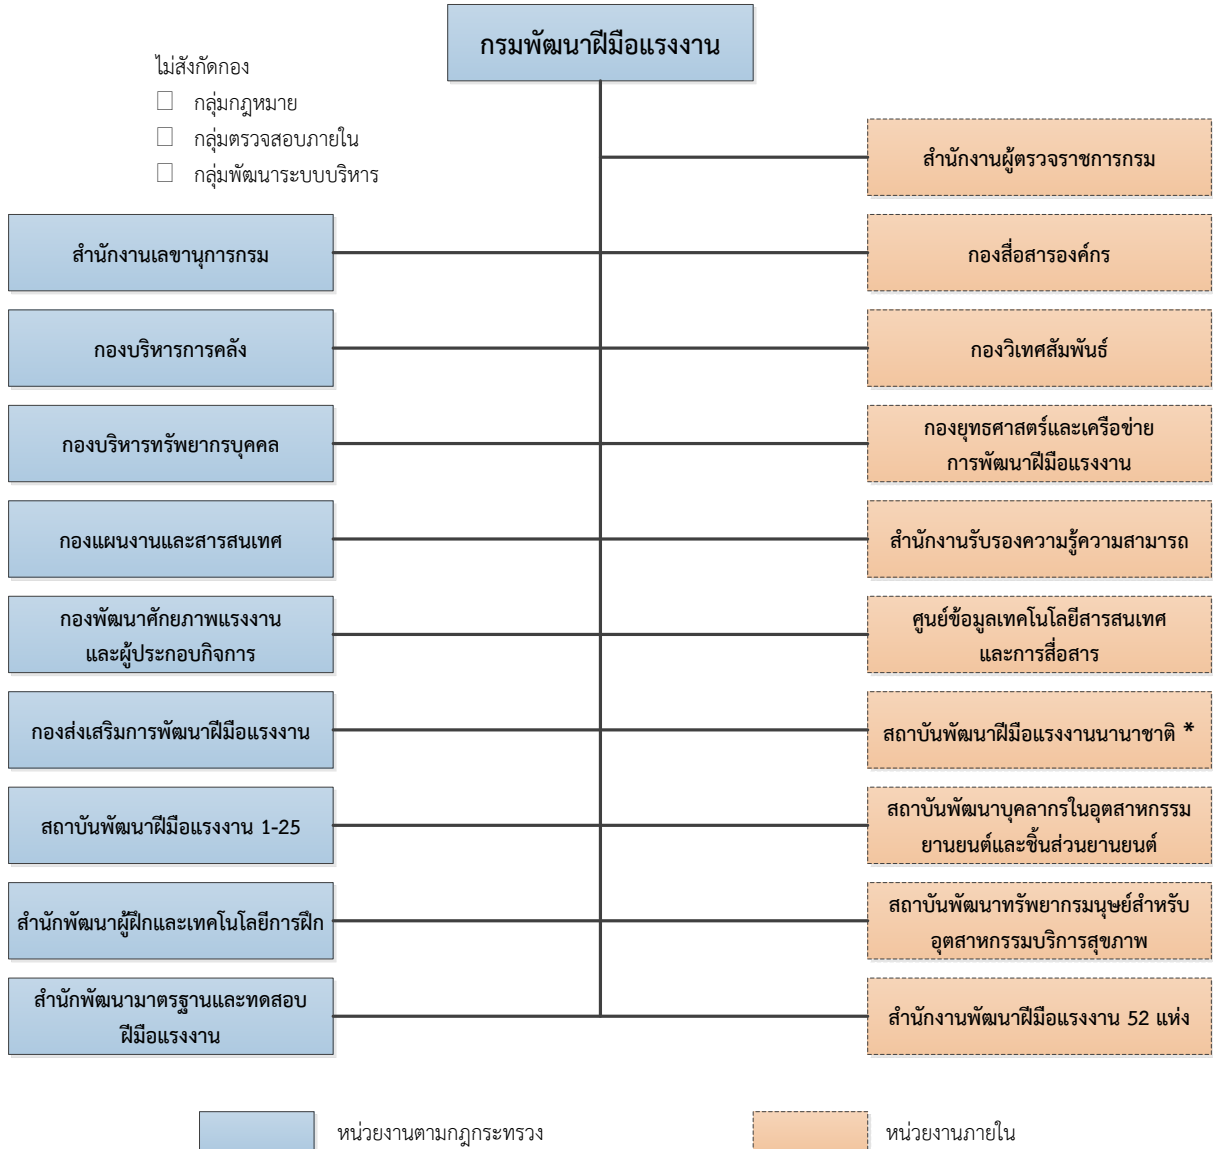 กรมพัฒนาฝีมือแรงงาน
ไม่สังกัดกอง
กลุ่มกฎหมาย
กลุ่มตรวจสอบภายใน
กลุ่มพัฒนาระบบบริหาร
สำนักงานผู้ตรวจราชการกรม
สำนักงานเลขานุการกรม
กองสื่อสารองค์กร
กองบริหารการคลัง
กองวิเทศสัมพันธ์
กองบริหารทรัพยากรบุคคล
กองยุทธศาสตร์และเครือข่าย
การพัฒนาฝีมือแรงงาน
กองแผนงานและสารสนเทศ
สำนักงานรับรองความรู้ความสามารถ
กองพัฒนาศักยภาพแรงงาน
และผู้ประกอบกิจการ
ศูนย์ข้อมูลเทคโนโลยีสารสนเทศ
และการสื่อสาร
กองส่งเสริมการพัฒนาฝีมือแรงงาน
สถาบันพัฒนาฝีมือแรงงานนานาชาติ *
สถาบันพัฒนาฝีมือแรงงาน 1-25
สถาบันพัฒนาบุคลากรในอุตสาหกรรม
ยานยนต์และชิ้นส่วนยานยนต์
สำนักพัฒนาผู้ฝึกและเทคโนโลยีการฝึก
สถาบันพัฒนาทรัพยากรมนุษย์สำหรับ
อุตสาหกรรมบริการสุขภาพ
สำนักพัฒนามาตรฐานและทดสอบ
ฝีมือแรงงาน
สำนักงานพัฒนาฝีมือแรงงาน 52 แห่ง
หน่วยงานตามกฎกระทรวง
หน่วยงานภายใน